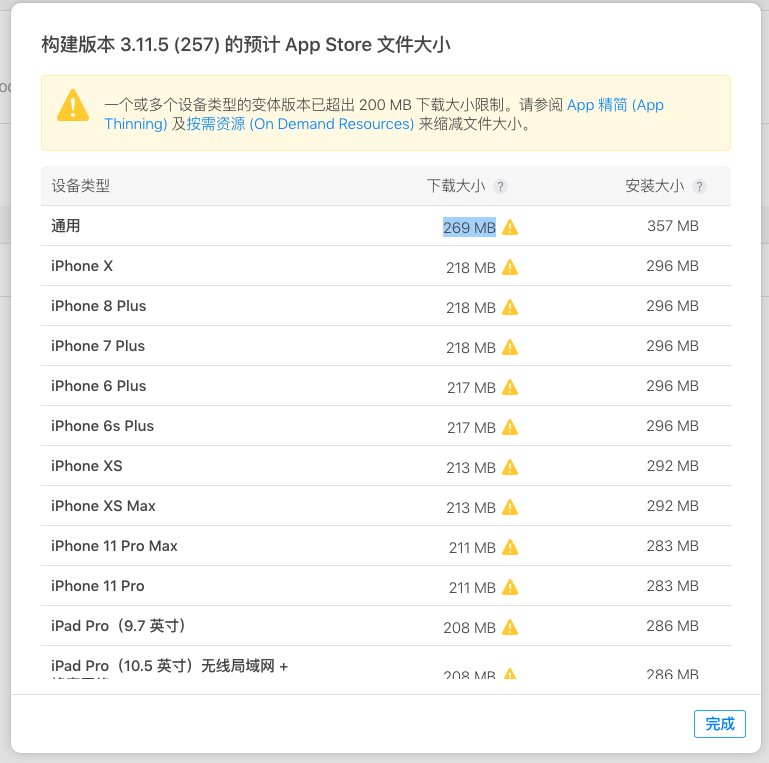 构建版本 3.11.5 (257) 的预计 App Store 文件大小
一个或多个设备类型的变体版本已超出 200 MB 下载大小限制。请参阅 App 精简 (App
Thinning) 及按需资源 (On Demand Resources) 来缩减文件大小。
设备类型 下载大小 ? 安装大小 ?
通用 269 MB 357 MB
iPhone X 218 MB 296 MB
iPhone 8 Plus 218 MB 296 MB
iPhone 7 Plus 218 MB 296 MB
iPhone 6 Plus 217 MB 296 MB
iPhone 6s Plus 217 MB 296 MB
iPhone XS 213 MB 292 MB
iPhone XS Max 213 MB 292 MB
iPhone 11 Pro Max 211 MB 283 MB
iPhone 11 Pro 211 MB 283 MB
iPad Pro（9.7 英寸） 208 MB 286 MB
iPad Pro（10.5 英寸）无线局域网 + 208 MB 286 MB
完成